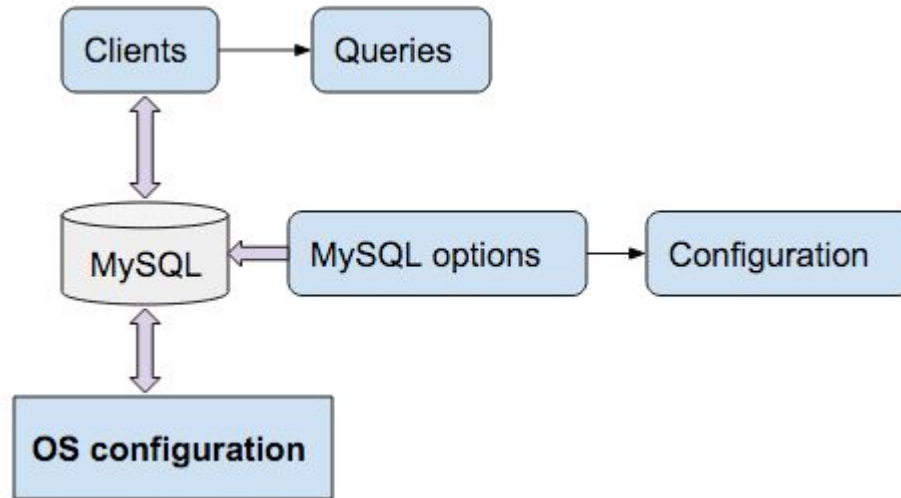 Clients
Queries
MySQL
MySQL options
Configuration
OS configuration